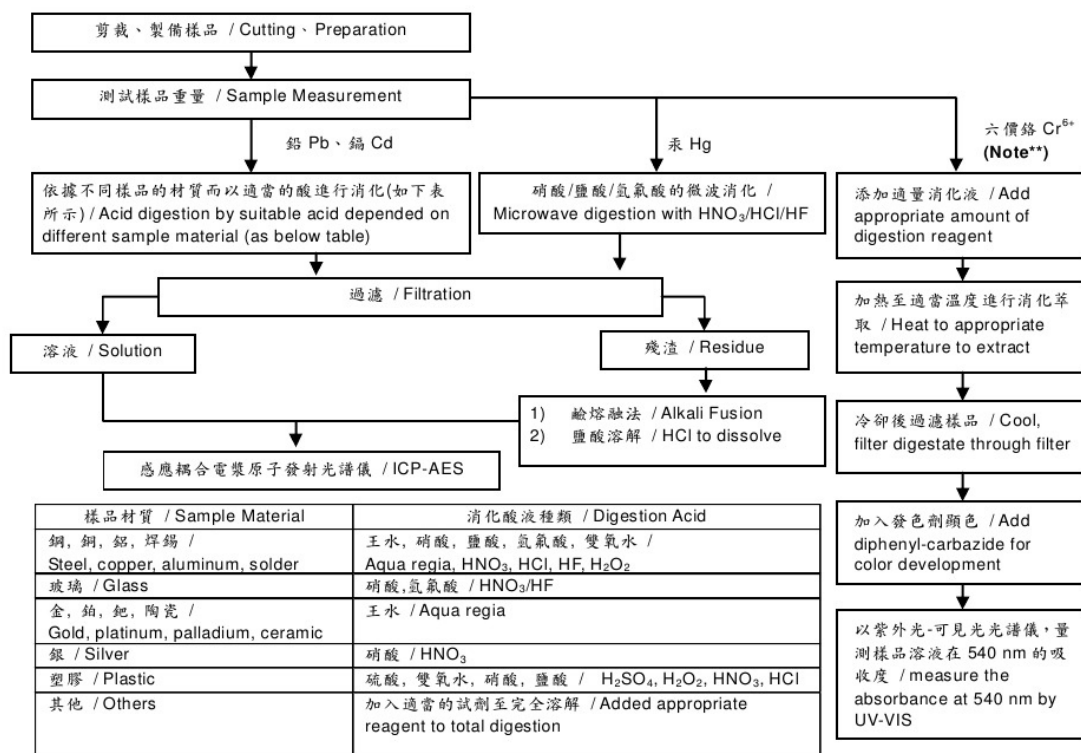 剪裁、製備樣品 / Cutting、Preparation
測試樣品重量 / Sample Measurement
鉛 Pb、鎘 Cd
汞 Hg
六價鉻 Cr⁶⁺
(Note**)
依據不同樣品的材質而以適當的酸進行消化(如下表
所示) / Acid digestion by suitable acid depended on
different sample material (as below table)
硝酸/鹽酸/氫氟酸的微波消化 /
Microwave digestion with HNO₃/HCl/HF
添加適量消化液 / Add
appropriate amount of
digestion reagent
過濾 / Filtration
加熱至適當溫度進行消化萃
取 / Heat to appropriate
temperature to extract
溶液 / Solution
殘渣 / Residue
1) 鹼熔融法 / Alkali Fusion
2) 鹽酸溶解 / HCl to dissolve
冷卻後過濾樣品 / Cool,
filter digestate through filter
感應耦合電漿原子發射光譜儀 / ICP-AES
加入發色劑顯色 / Add
diphenyl-carbazide for
color development
以紫外光-可見光光譜儀，量
測樣品溶液在 540 nm 的吸
收度 / measure the
absorbance at 540 nm by
UV-VIS
樣品材質 / Sample Material 消化酸液種類 / Digestion Acid
鋼, 銅, 鋁, 焊錫 / 王水, 硝酸, 鹽酸, 氫氟酸, 雙氧水 /
Steel, copper, aluminum, solder Aqua regia, HNO₃, HCl, HF, H₂O₂
玻璃 / Glass 硝酸,氫氟酸 / HNO₃/HF
金, 鉑, 鈀, 陶瓷 / 王水 / Aqua regia
Gold, platinum, palladium, ceramic
銀 / Silver 硝酸 / HNO₃
塑膠 / Plastic 硫酸, 雙氧水, 硝酸, 鹽酸 / H₂SO₄, H₂O₂, HNO₃, HCl
其他 / Others 加入適當的試劑至完全溶解 / Added appropriate
reagent to total digestion